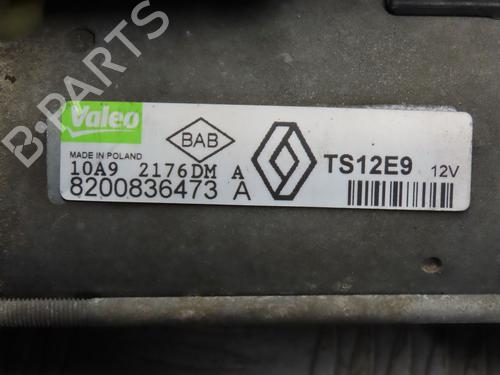 Valeo
BAB
MADE IN POLAND
10A9 2176DM A
8200836473 A
TS12E9 12V
B-PARTS